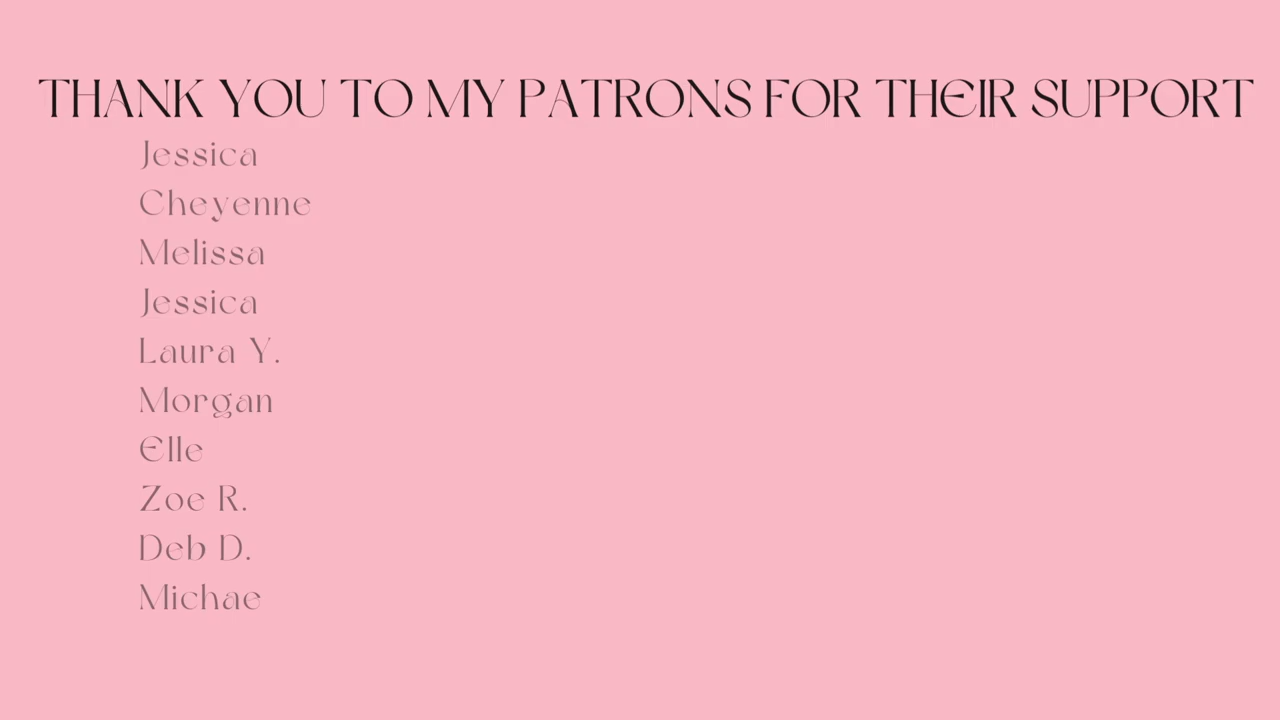 THANK YOU TO MY PATRONS FOR THEIR SUPPORT
Jessica
Cheyenne
Melissa
Jessica
Laura Y.
Morgan
Elle
Zoe R.
Deb D.
Michae